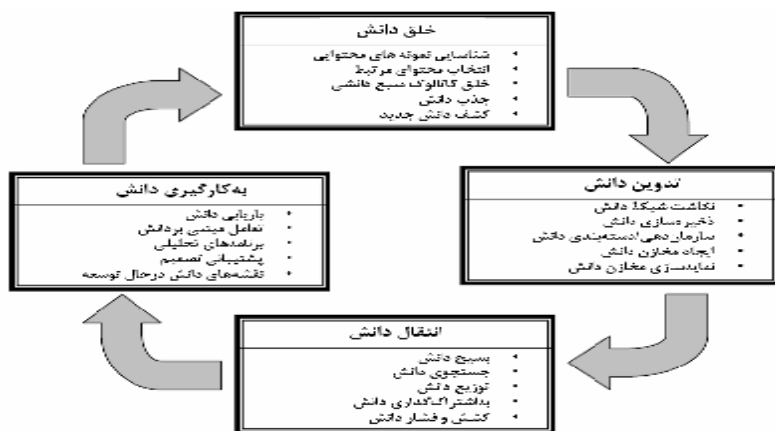 خلق دانش
• شناسایی نمونه های محتوایی
• انتخاب محتوای مرتبط
• خلق کاتالوگ منبع دانشی
• جذب دانش
• کشف دانش جدید
تدوین دانش
• نگاشت شبکۀ دانش
• ذخیره‌سازی دانش
• سازمان‌دهی/دسته‌بندی دانش
• ایجاد مخازن دانش
• نمایه‌سازی مخازن دانش
انتقال دانش
• بسیج دانش
• جستجوی دانش
• توزیع دانش
• به‌اشتراک‌گذاری دانش
• کشش و فشار دانش
به‌کارگیری دانش
• بازیابی دانش
• تعامل مبتنی بر دانش
• برنامه‌های تحلیلی
• پشتیبانی تصمیم
• نقشه‌های دانش درحال توسعه